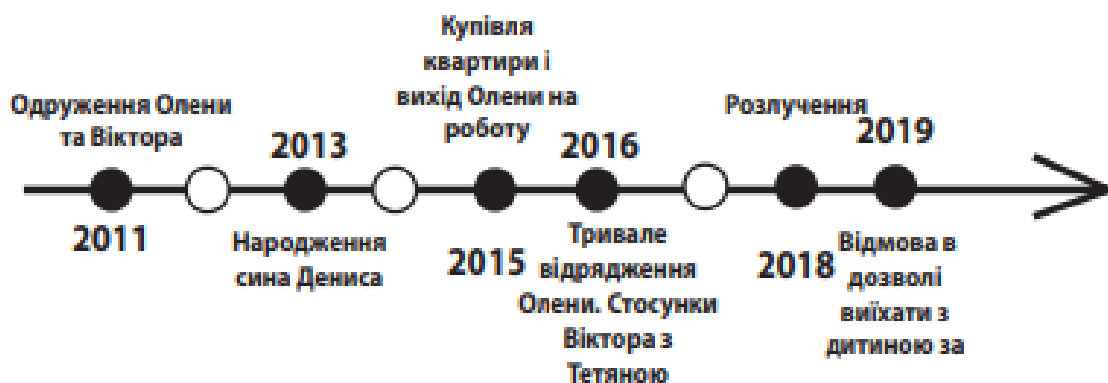 Одруження Олени
та Віктора
2011
2013
Народження
сина Дениса
Купівля
квартири і
вихід Олени на
роботу
2015
2016
Тривале
відрядження
Олени. Стосунки
Віктора з
Тетяною
Розлучення
2018
2019
Відмова в
дозволі
виїхати з
дитиною за